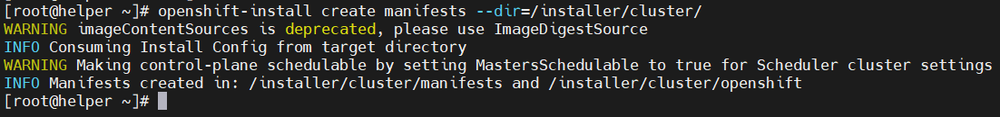 [root@helper ~]# openshift-install create manifests --dir=/installer/cluster/
WARNING imageContentSources is deprecated, please use ImageDigestSource
INFO Consuming Install Config from target directory
WARNING Making control-plane schedulable by setting MastersSchedulable to true for Scheduler cluster settings
INFO Manifests created in: /installer/cluster/manifests and /installer/cluster/openshift
[root@helper ~]#